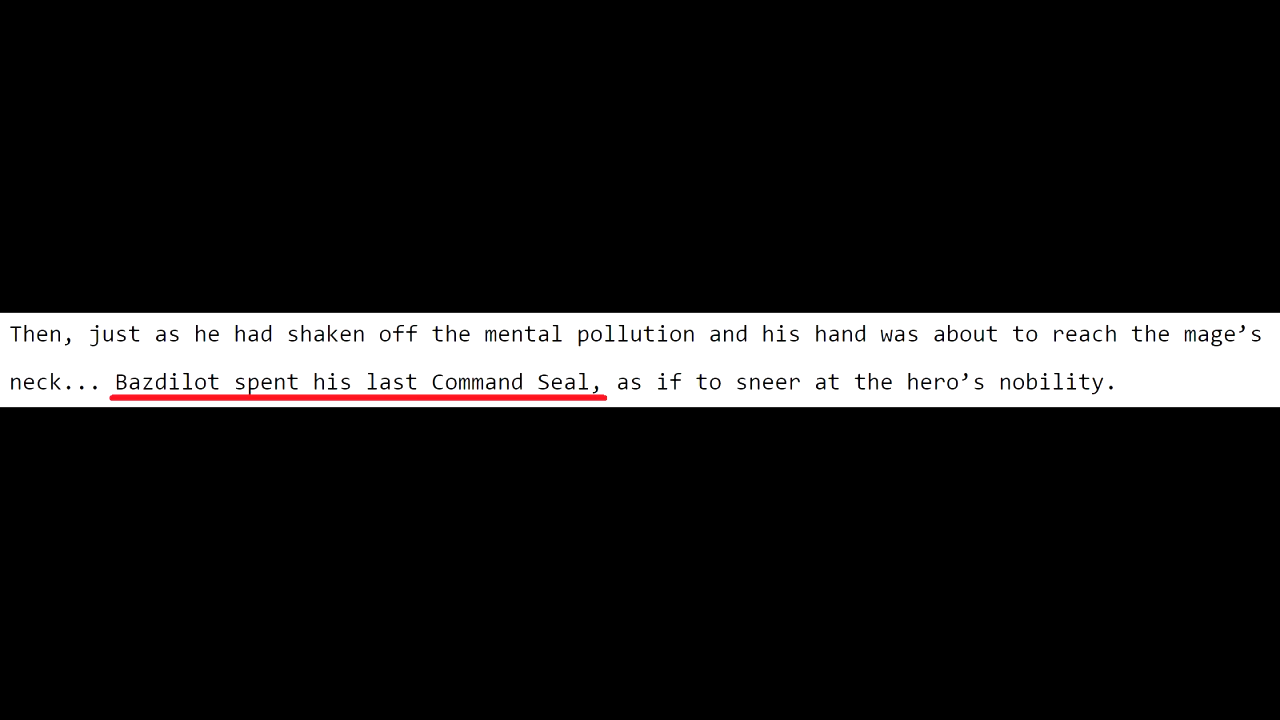 Then, just as he had shaken off the mental pollution and his hand was about to reach the mage’s
neck... Bazdilot spent his last Command Seal, as if to sneer at the hero’s nobility.